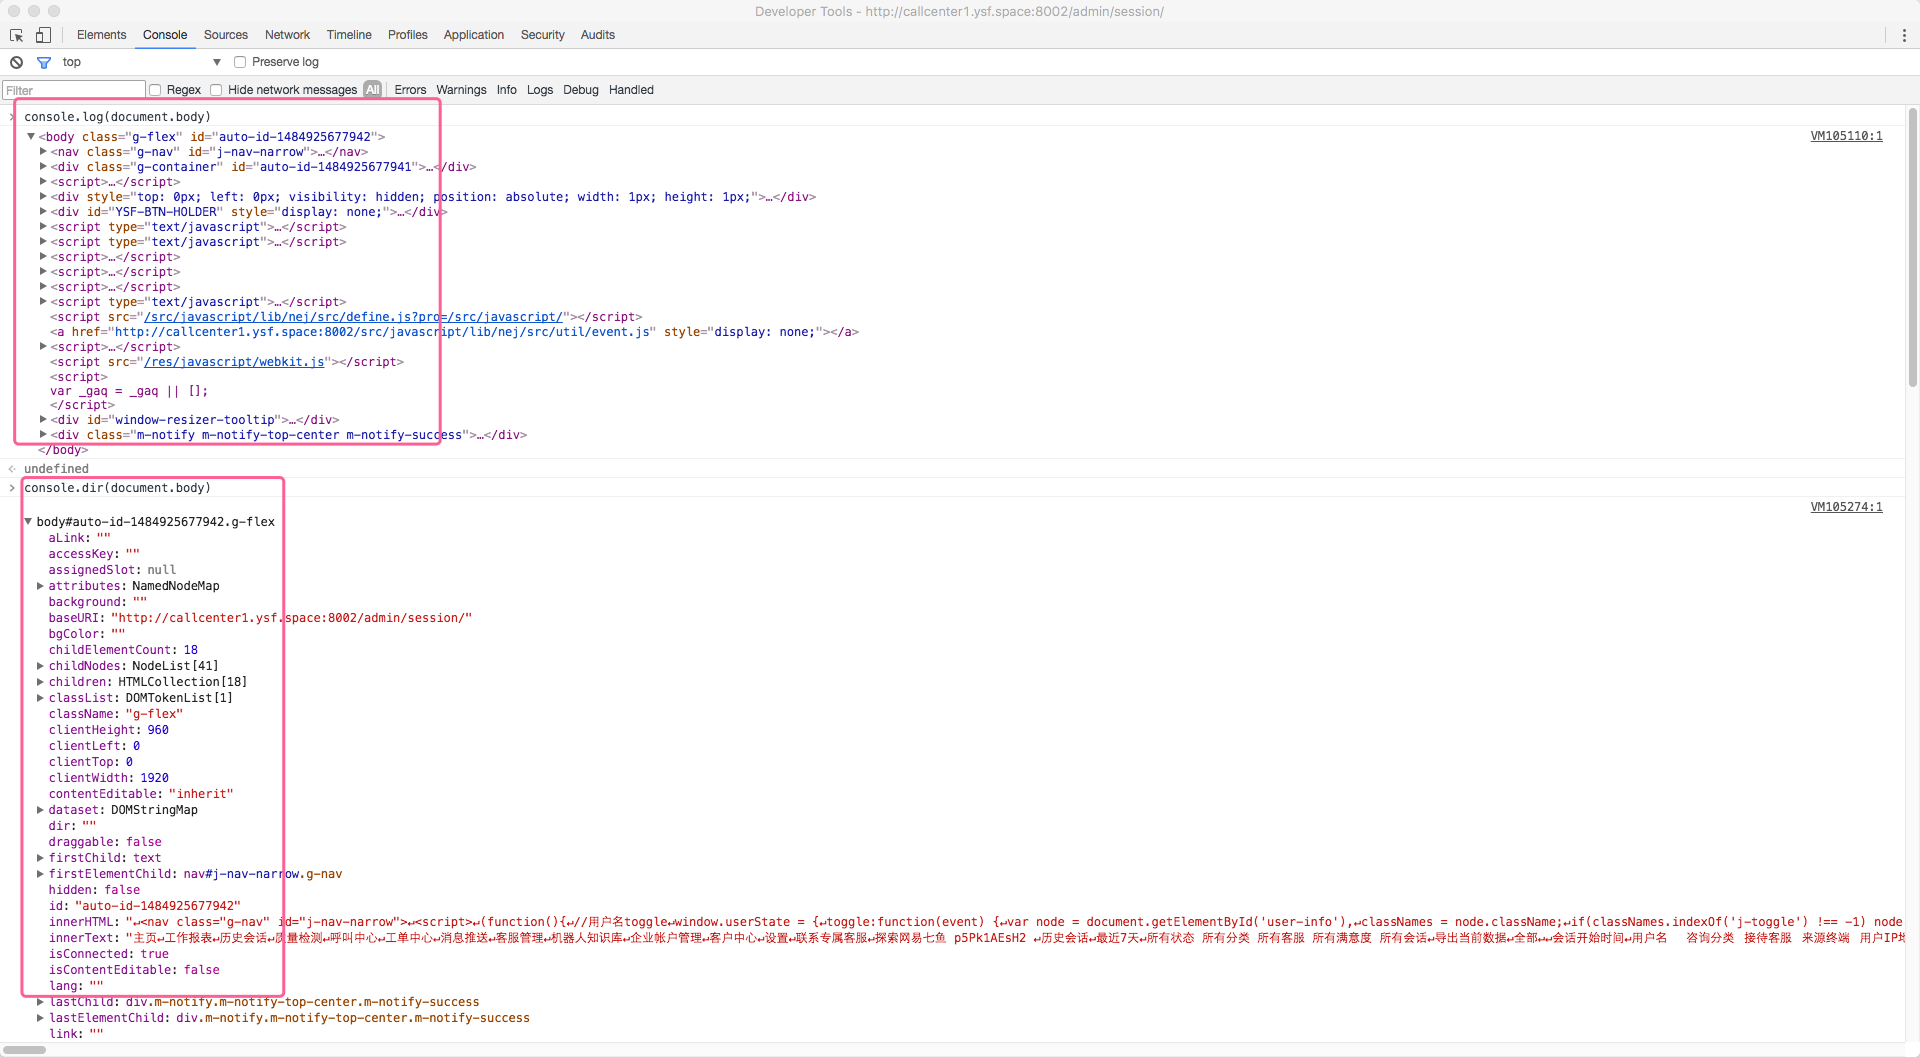 Developer Tools - http://callcenter1.ysf.space:8002/admin/session/
Elements Console Sources Network Timeline Profiles Application Security Audits
top Preserve log
Filter Regex Hide network messages All Errors Warnings Info Logs Debug Handled
console.log(document.body)
VM105110:1
<body class="g-flex" id="auto-id-1484925677942">
<nav class="g-nav" id="j-nav-narrow">…</nav>
<div class="g-container" id="auto-id-1484925677941">…</div>
<script>…</script>
<div style="top: 0px; left: 0px; visibility: hidden; position: absolute; width: 1px; height: 1px;">…</div>
<div id="YSF-BTN-HOLDER" style="display: none;">…</div>
<script type="text/javascript">…</script>
<script type="text/javascript">…</script>
<script>…</script>
<script>…</script>
<script>…</script>
<script type="text/javascript">…</script>
<script src="/src/javascript/lib/nej/src/define.js?pro=/src/javascript/"></script>
<a href="http://callcenter1.ysf.space:8002/src/javascript/lib/nej/src/util/event.js" style="display: none;"></a>
<script>…</script>
<script src="/res/javascript/webkit.js"></script>
<script>
var _gaq = _gaq || [];
</script>
<div id="window-resizer-tooltip">…</div>
<div class="m-notify m-notify-top-center m-notify-success">…</div>
</body>
undefined
console.dir(document.body)
VM105274:1
body#auto-id-1484925677942.g-flex
aLink: ""
accessKey: ""
assignedSlot: null
attributes: NamedNodeMap
background: ""
baseURI: "http://callcenter1.ysf.space:8002/admin/session/"
bgColor: ""
childElementCount: 18
childNodes: NodeList[41]
children: HTMLCollection[18]
classList: DOMTokenList[1]
className: "g-flex"
clientHeight: 960
clientLeft: 0
clientTop: 0
clientWidth: 1920
contentEditable: "inherit"
dataset: DOMStringMap
dir: ""
draggable: false
firstChild: text
firstElementChild: nav#j-nav-narrow.g-nav
hidden: false
id: "auto-id-1484925677942"
innerHTML: "↵<nav class="g-nav" id="j-nav-narrow">↵<script>↵(function(){↵//用户名toggle↵window.userState = {↵toggle:function(event) {↵var node = document.getElementById('user-info'),↵classNames = node.className;↵if(classNames.indexOf('j-toggle') !== -1) node
innerText: "主页↵工作报表↵历史会话↵质量检测↵呼叫中心↵工单中心↵消息推送↵客服管理↵机器人知识库↵企业帐户管理↵客户中心↵设置↵联系专属客服↵探索网易七鱼 p5Pk1AEsH2 ↵历史会话↵最近7天↵所有状态 所有分类 所有客服 所有满意度 所有会话↵导出当前数据↵全部↵↵会话开始时间↵用户名 咨询分类 接待客服 来源终端 用户IP
isConnected: true
isContentEditable: false
lang: ""
lastChild: div.m-notify.m-notify-top-center.m-notify-success
lastElementChild: div.m-notify.m-notify-top-center.m-notify-success
link: ""